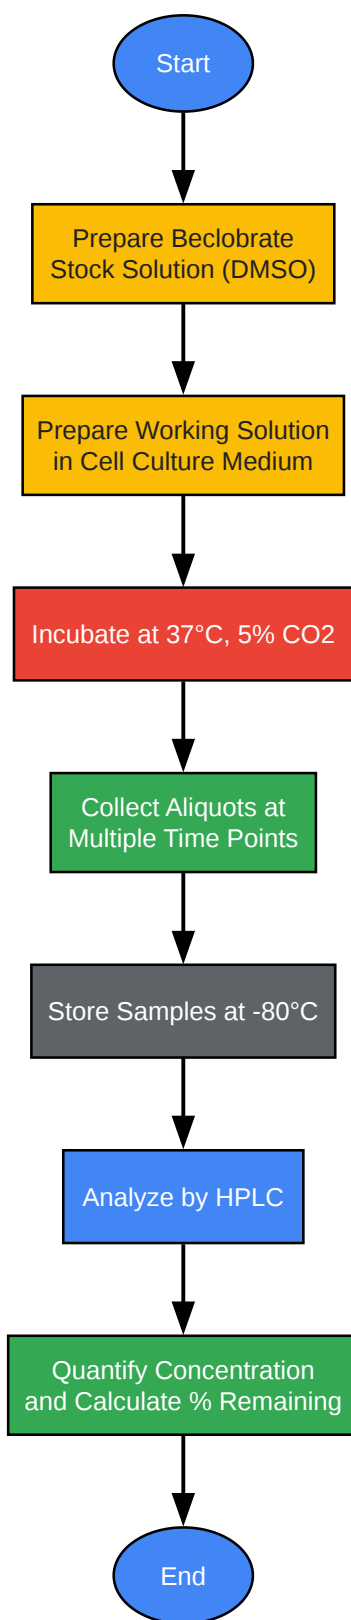 Start
Prepare Beclobrate
Stock Solution (DMSO)
Prepare Working Solution
in Cell Culture Medium
Incubate at 37°C, 5% CO2
Collect Aliquots at
Multiple Time Points
Store Samples at -80°C
Analyze by HPLC
Quantify Concentration
and Calculate % Remaining
End